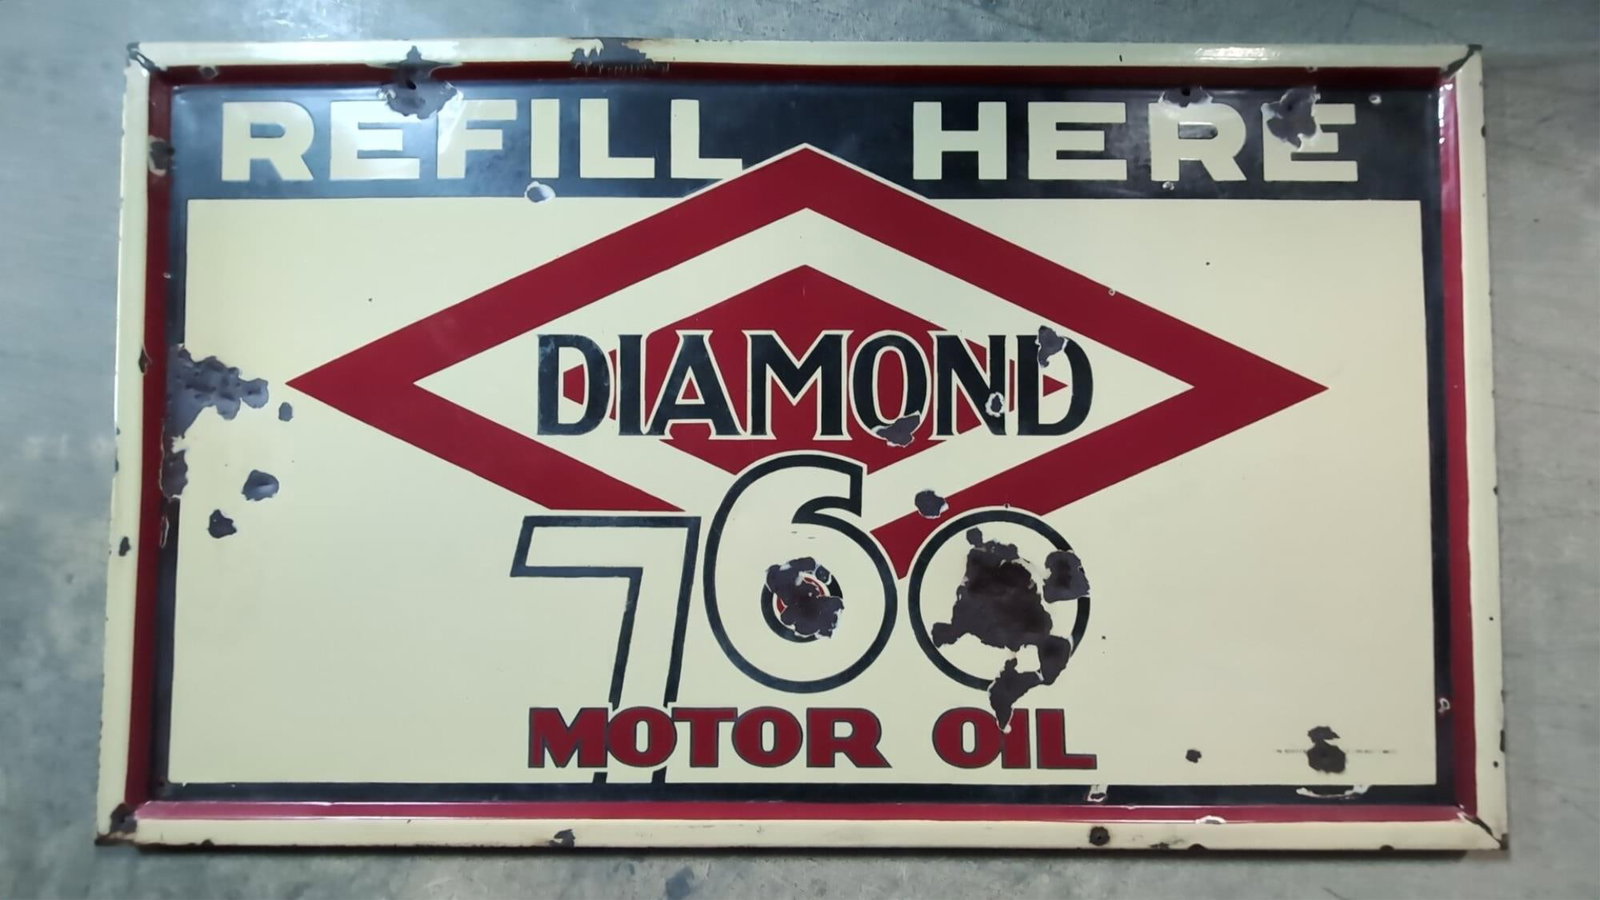 REFILL HERE
DIAMOND
760
MOTOR OIL